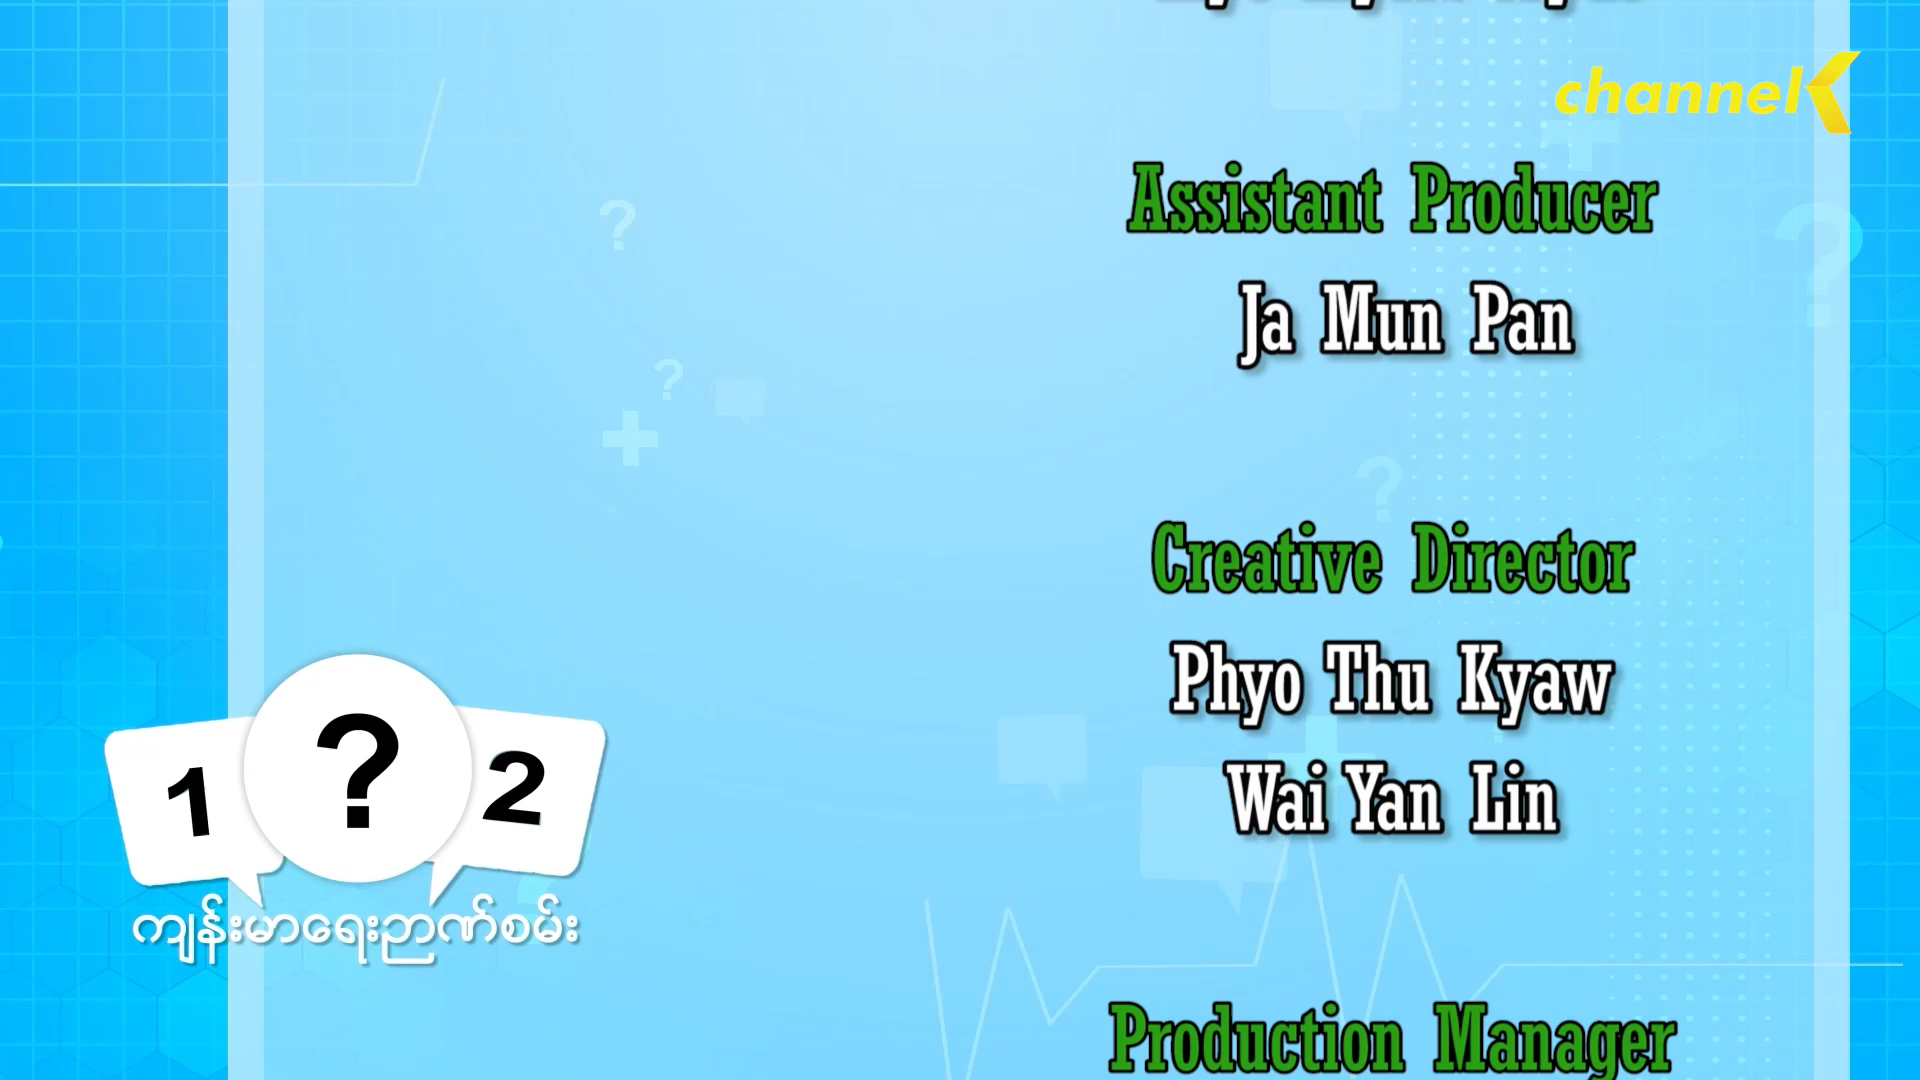 channelK
Assistant Producer
Ja Mun Pan
Creative Director
Phyo Thu Kyaw
Wai Yan Lin
1 ? 2
ကျန်းမာရေးဉာဏ်စမ်း
Production Manager